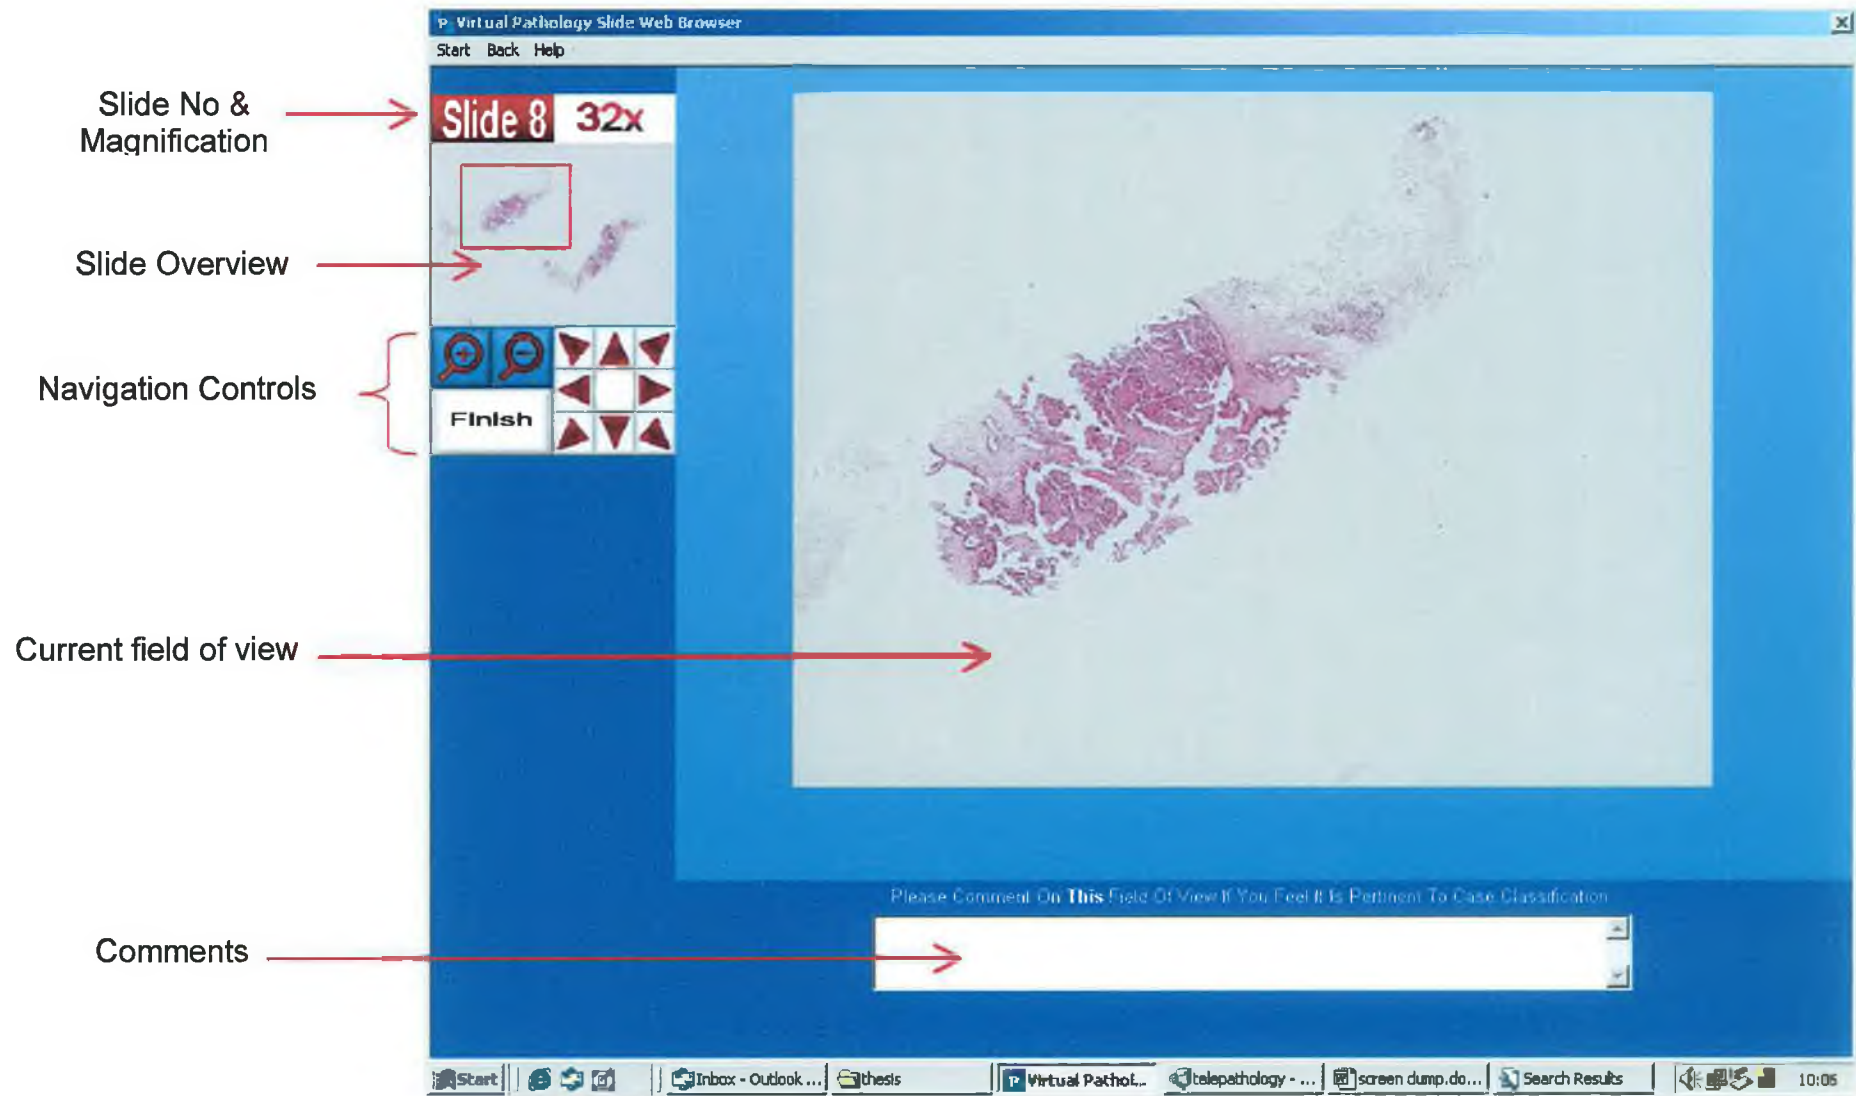 Virtual Pathology Slide Web Browser
Start Back Help
Slide No &
Magnification
Slide 8 32x
Slide Overview
Navigation Controls
Finish
Current field of view
Please Comment On This Field Of View If You Feel It Is Pertinent To Case Classification
Comments
Start Inbox - Outlook ... thesis Virtual Pathol... telepathology - ... screen dump.do... Search Results 10:06